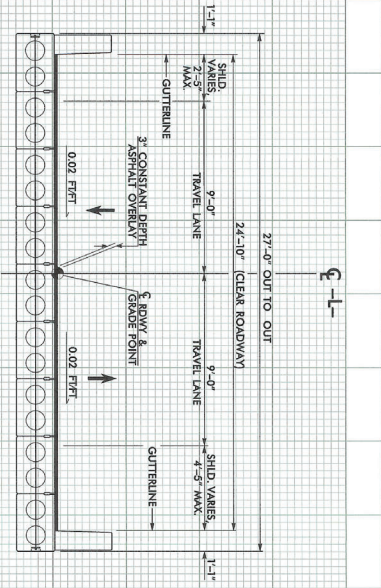 ℄ -L-
27'-0" OUT TO OUT
24'-10" (CLEAR ROADWAY)
1'-1"
SHLD.
VARIES,
2'-5"
MAX.
9'-0"
TRAVEL LANE
9'-0"
TRAVEL LANE
SHLD. VARIES,
4'-5" MAX.
1'-1"
GUTTERLINE
GUTTERLINE
3" CONSTANT DEPTH
ASPHALT OVERLAY
℄ RDWY &
GRADE POINT
0.02 FT/FT
0.02 FT/FT